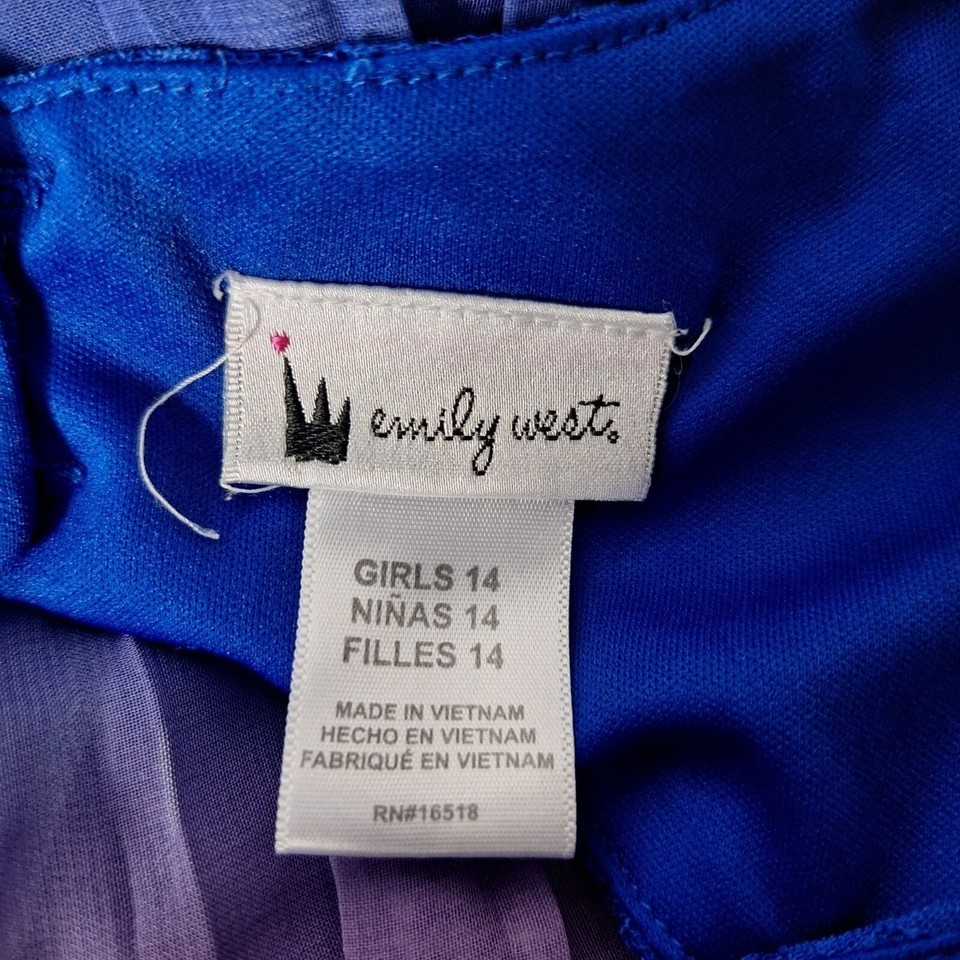 emily west.
GIRLS 14
NIÑAS 14
FILLES 14
MADE IN VIETNAM
HECHO EN VIETNAM
FABRIQUÉ EN VIETNAM
RN#16518